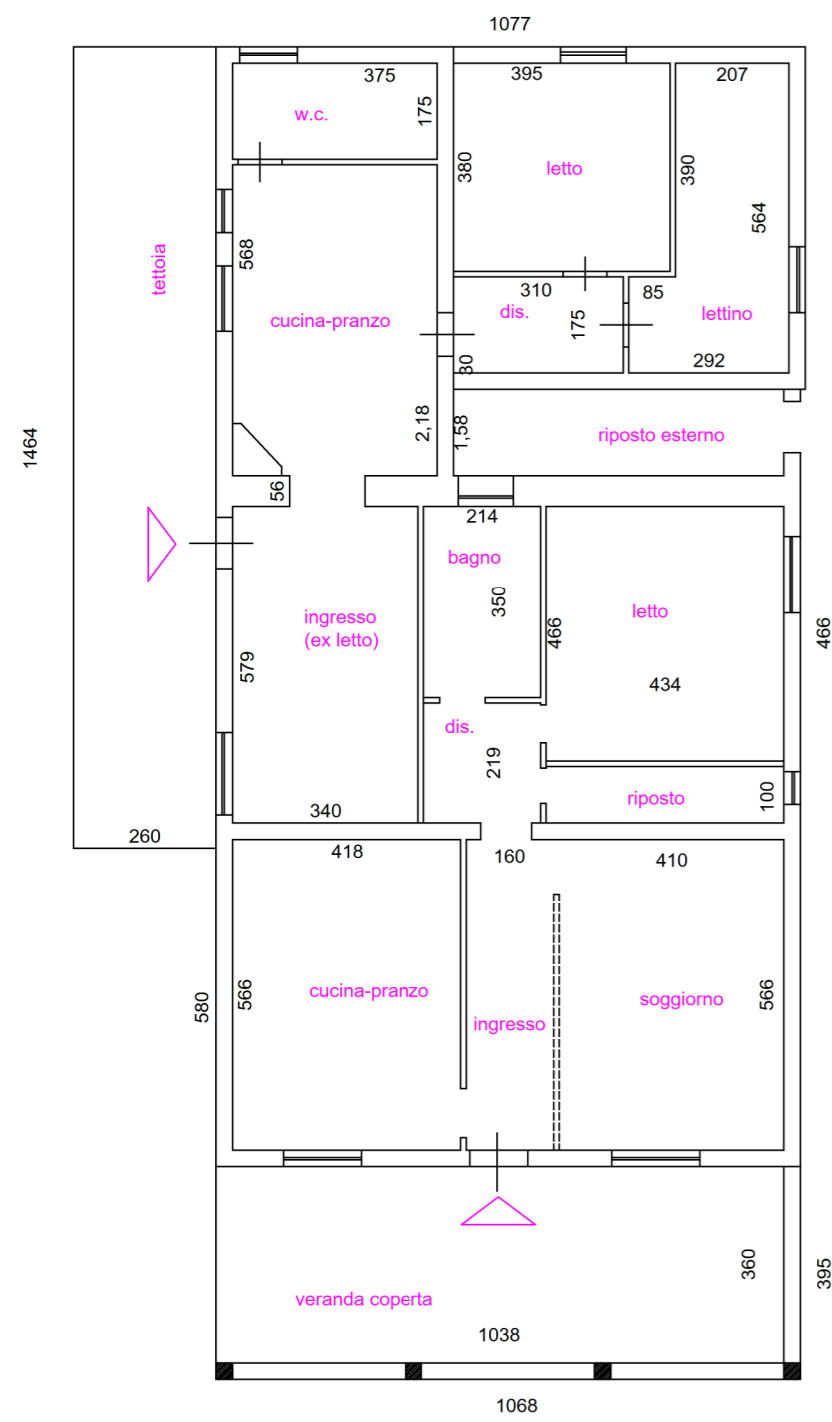 1077
375
395
207
w.c.
175
380
letto
390
564
tettoia
568
cucina-pranzo
310
dis.
175
85
lettino
80
292
2,18
1,58
riposto esterno
1464
56
214
bagno
350
ingresso
(ex letto)
letto
466
466
434
579
dis.
219
riposto
100
340
260
418
160
410
580
566
cucina-pranzo
ingresso
soggiorno
566
360
395
veranda coperta
1038
1068